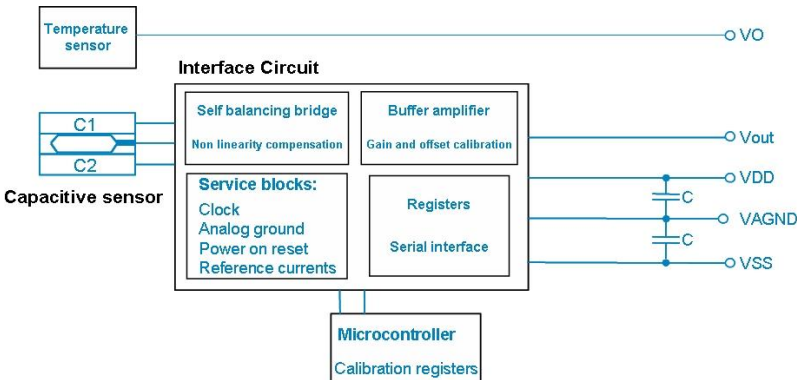 Temperature
sensor
VO
Interface Circuit
Self balancing bridge
Non linearity compensation
Buffer amplifier
Gain and offset calibration
C1
C2
Capacitive sensor
Vout
VDD
C
VAGND
C
VSS
Service blocks:
Clock
Analog ground
Power on reset
Reference currents
Registers
Serial interface
Microcontroller
Calibration registers